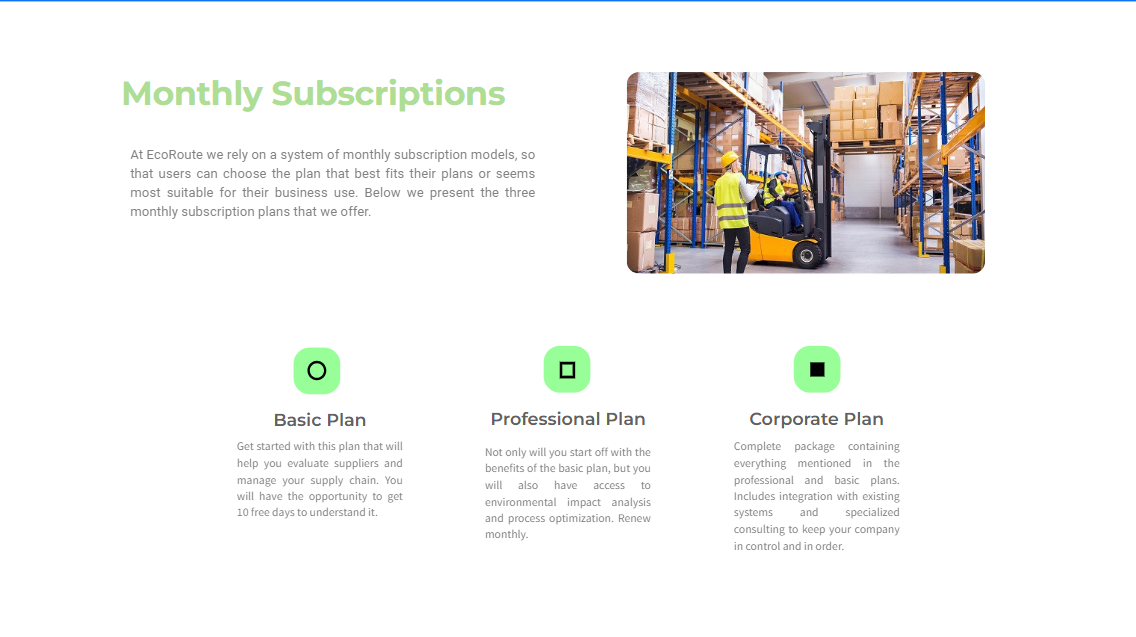 Monthly Subscriptions
At EcoRoute we rely on a system of monthly subscription models, so
that users can choose the plan that best fits their plans or seems
most suitable for their business use. Below we present the three
monthly subscription plans that we offer.
Basic Plan
Get started with this plan that will
help you evaluate suppliers and
manage your supply chain. You
will have the opportunity to get
10 free days to understand it.
Professional Plan
Not only will you start off with the
benefits of the basic plan, but you
will also have access to
environmental impact analysis
and process optimization. Renew
monthly.
Corporate Plan
Complete package containing
everything mentioned in the
professional and basic plans.
Includes integration with existing
systems and specialized
consulting to keep your company
in control and in order.